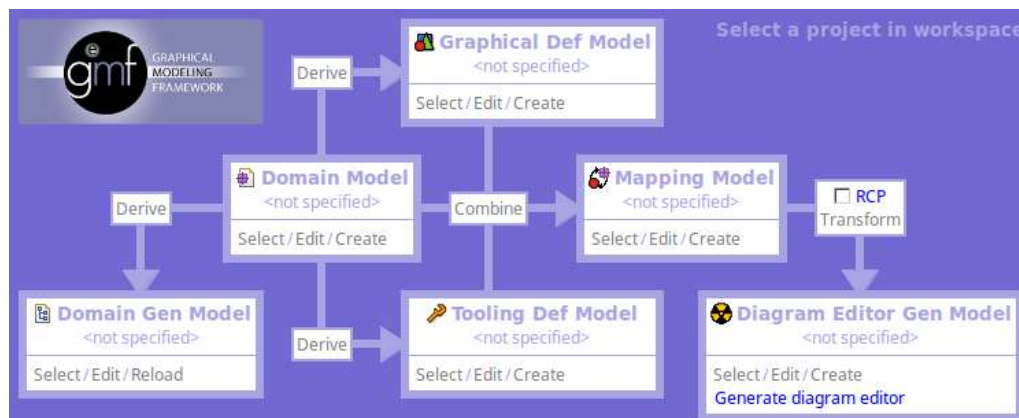 e
gmf
GRAPHICAL
MODELING
FRAMEWORK
Graphical Def Model
<not specified>
Select/Edit/Create
Select a project in workspace
Derive
Domain Model
<not specified>
Select/Edit/Create
Derive
Combine
Mapping Model
<not specified>
Select/Edit/Create
RCP
Transform
Domain Gen Model
<not specified>
Select/Edit/Reload
Derive
Tooling Def Model
<not specified>
Select/Edit/Create
Diagram Editor Gen Model
<not specified>
Select/Edit/Create
Generate diagram editor